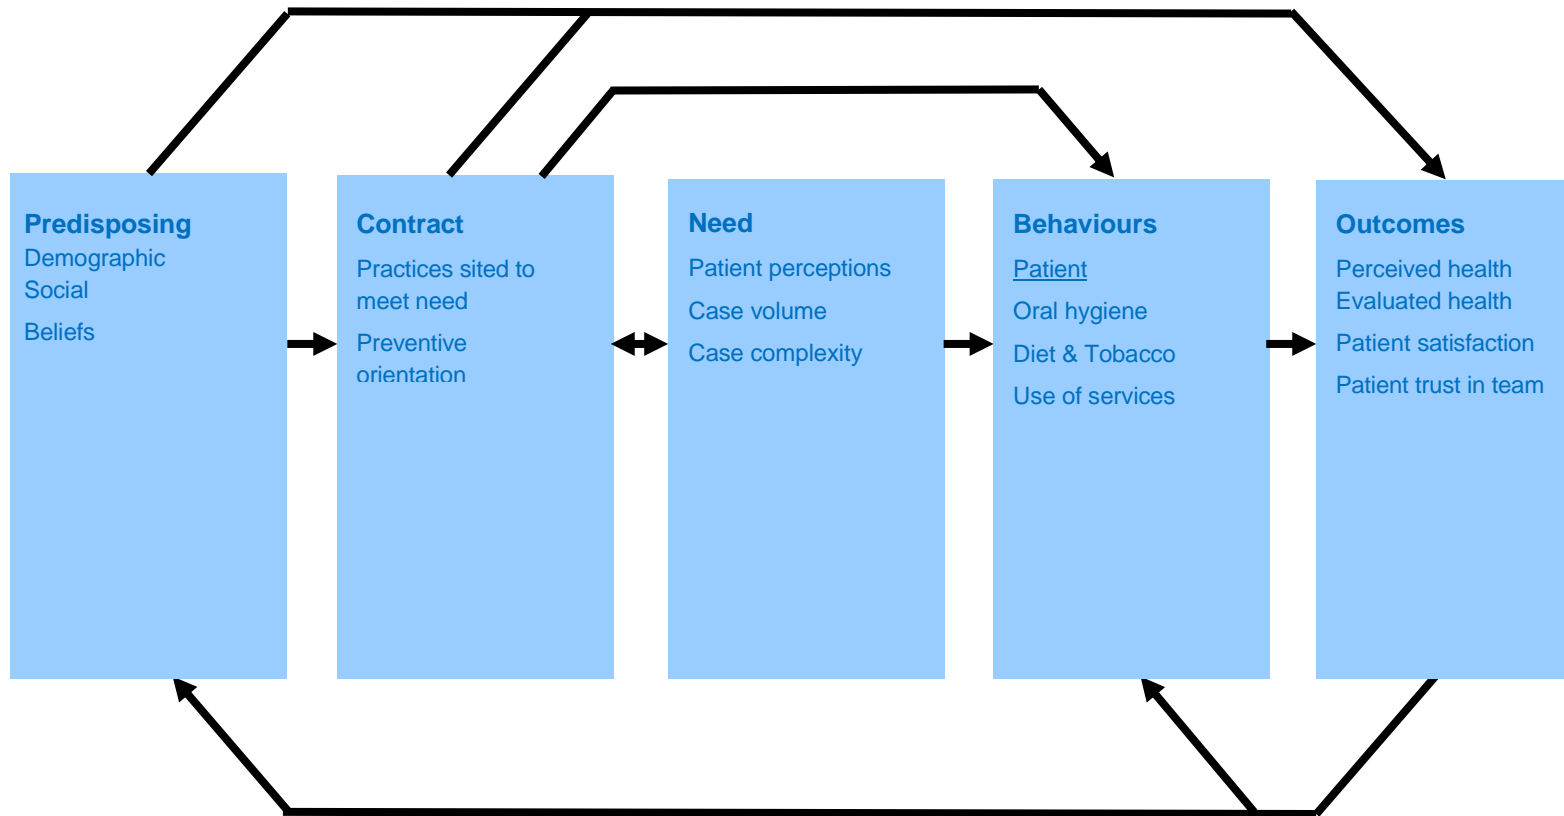 Predisposing
Demographic
Social
Beliefs
Contract
Practices sited to
meet need
Preventive
orientation
Need
Patient perceptions
Case volume
Case complexity
Behaviours
Patient
Oral hygiene
Diet & Tobacco
Use of services
Outcomes
Perceived health
Evaluated health
Patient satisfaction
Patient trust in team